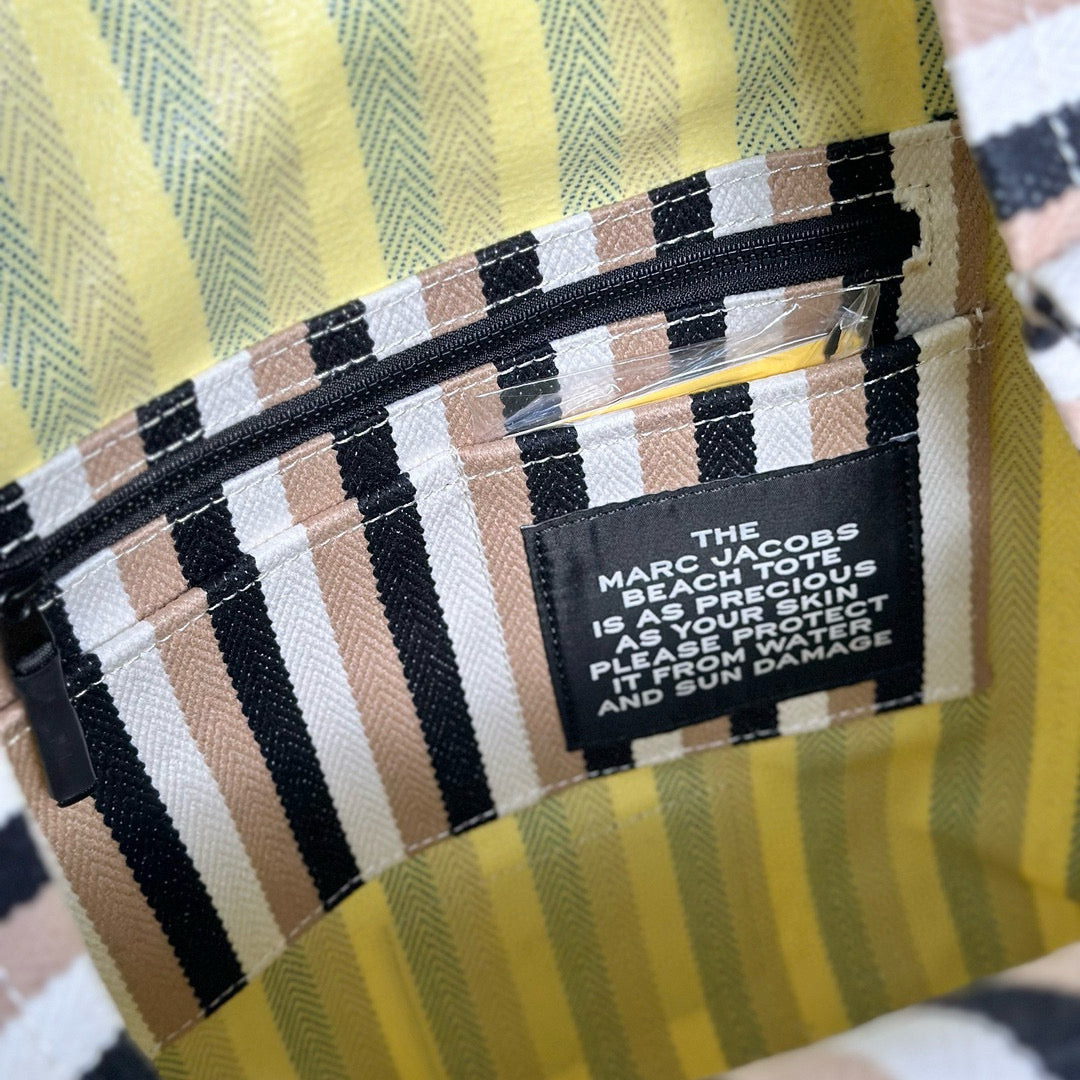 THE
MARC JACOBS
BEACH TOTE
IS AS PRECIOUS
AS YOUR SKIN
PLEASE PROTECT
IT FROM WATER
AND SUN DAMAGE